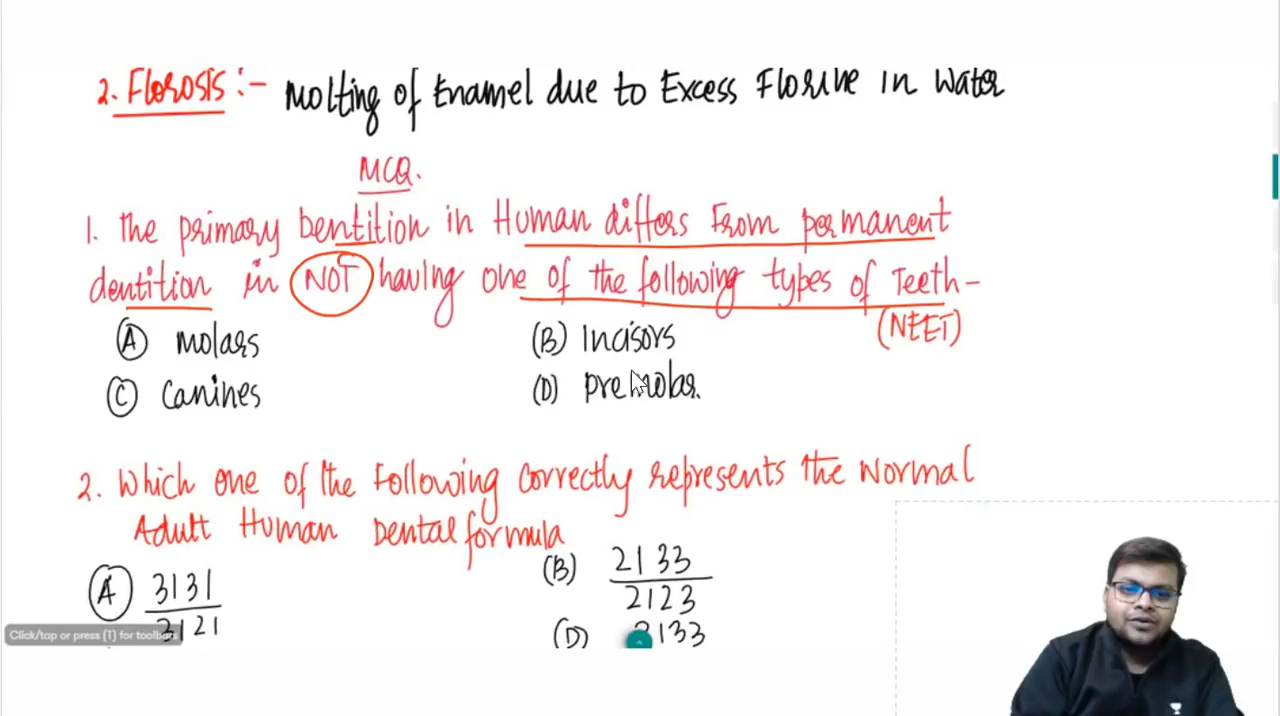 2. Florosis :- Molting of Enamel due to Excess Florive in Water
MCQ.
1. The primary bentition in Human differs From permanent
dentition in NOT having one of the following types of Teeth-
(NEET)
(A) Molars (B) Incisors
(C) Canines (D) Premolar.
2. Which one of the Following Correctly represents the Normal
Adult Human Dental formula
(A) 3131 (B) 2133
3121 2123
(D) 2133
Click/tap or press (T) for toolbars